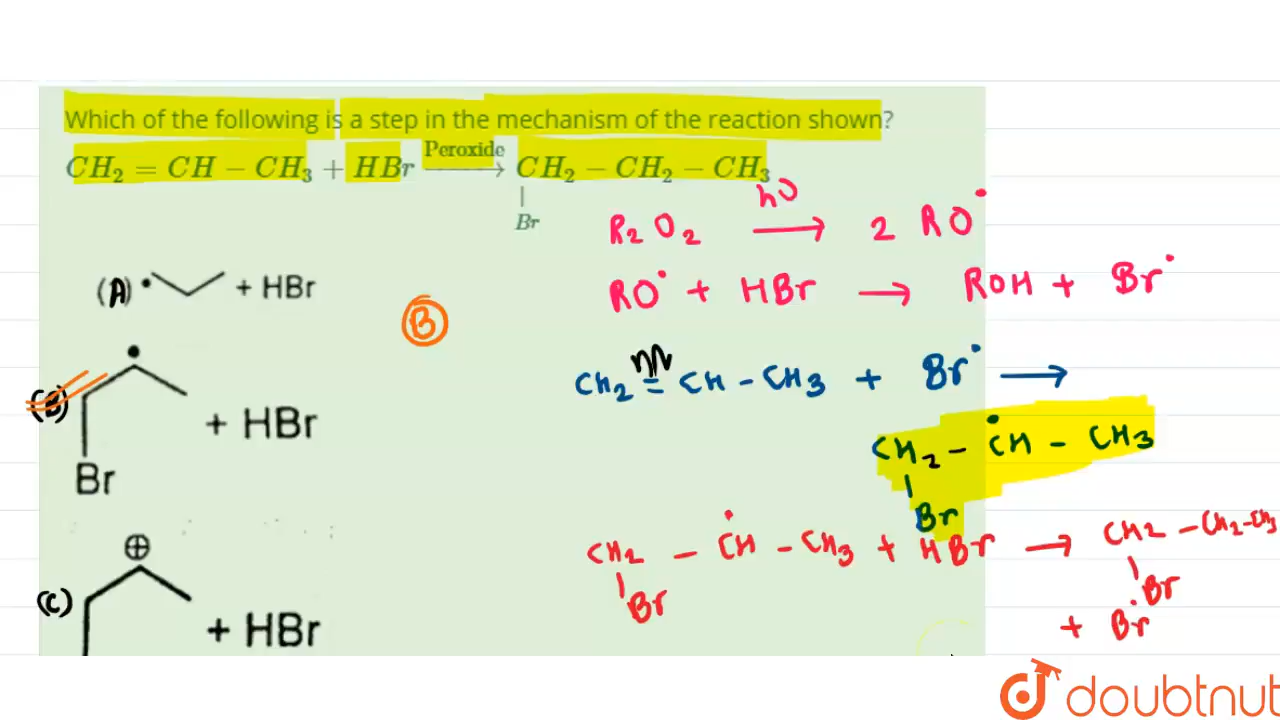 Which of the following is a step in the mechanism of the reaction shown?
CH₂ = CH − CH₃ + HBr Peroxide → CH₂ − CH₂ − CH₃
|
Br
R₂O₂ hν → 2 RO•
(A) • + HBr
RO• + HBr → ROH + Br•
(B)
CH₂ = CH − CH₃ + Br• →
(B) • + HBr
Br
CH₂ − ĊH − CH₃
|
Br
CH₂ − ĊH − CH₃ + HBr → CH₂ − CH₂ − CH₃
| \
Br Br
+ Br•
(C) ⊕ + HBr
doubtnut